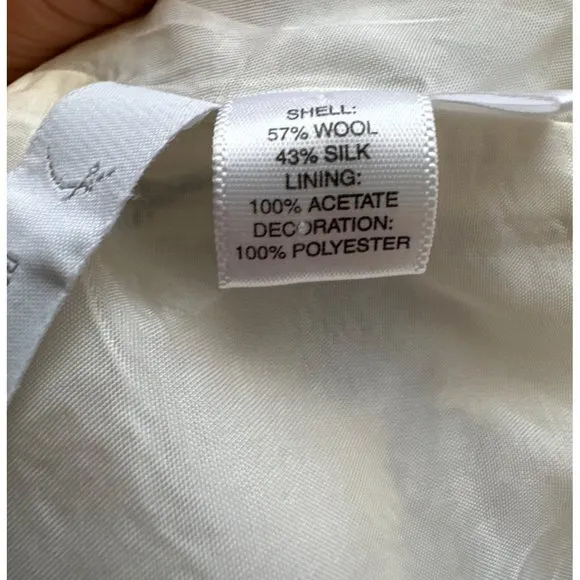 SHELL:
57% WOOL
43% SILK
LINING:
100% ACETATE
DECORATION:
100% POLYESTER